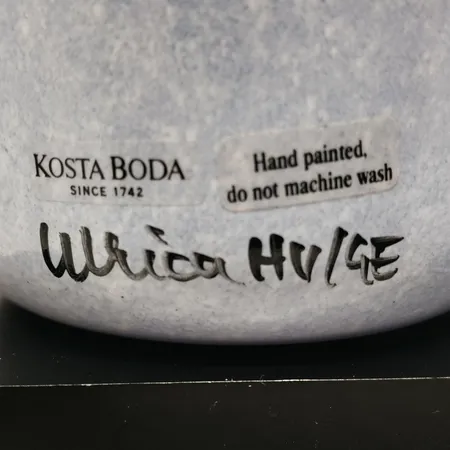 KOSTA BODA
SINCE 1742
Hand painted,
do not machine wash
Ulrica HV/GE